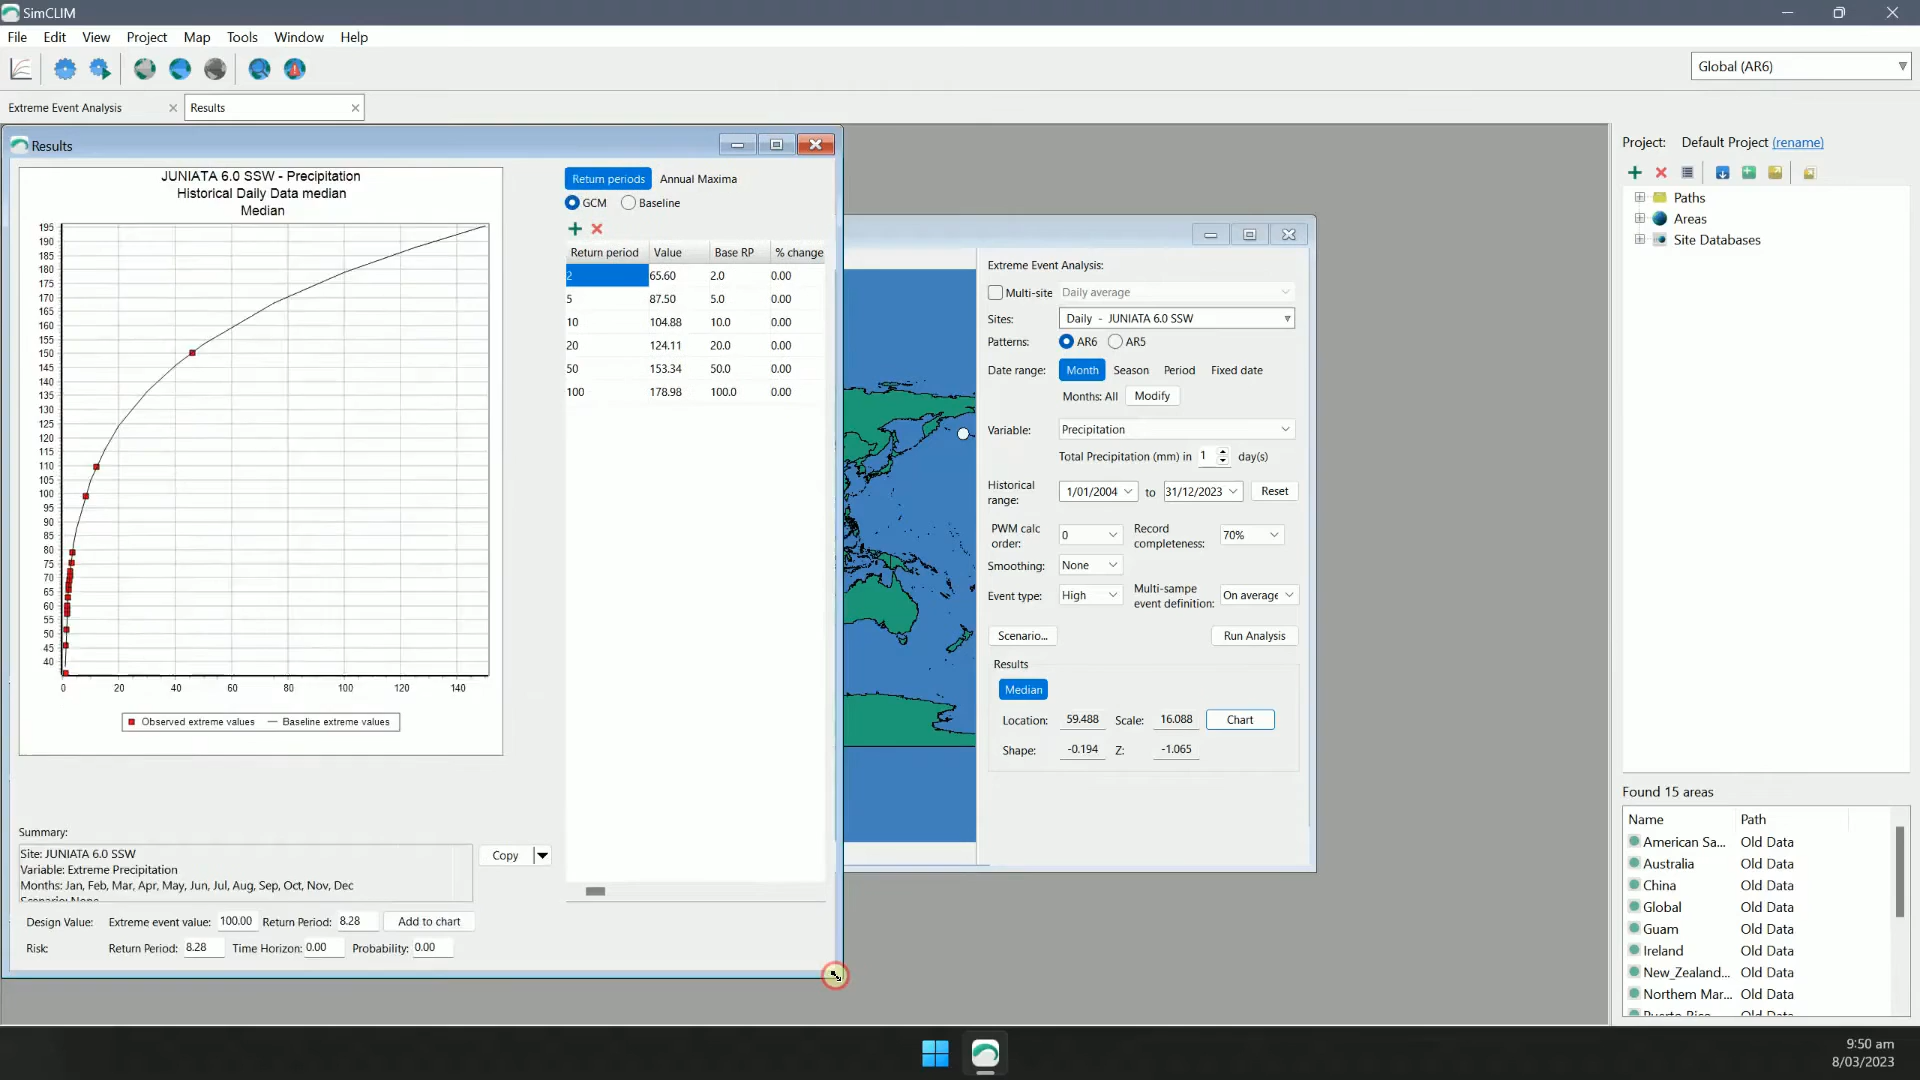 SimCLIM
File Edit View Project Map Tools Window Help
Global (AR6)
Extreme Event Analysis
Results
Results
JUNIATA 6.0 SSW - Precipitation
Historical Daily Data median
Median
195
190
185
180
175
170
165
160
155
150
145
140
135
130
125
120
115
110
105
100
95
90
85
80
75
70
65
60
55
50
45
40
0 20 40 60 80 100 120 140
Observed extreme values Baseline extreme values
Return periods Annual Maxima
GCM Baseline
Return period Value Base RP % change
2 65.60 2.0 0.00
5 87.50 5.0 0.00
10 104.88 10.0 0.00
20 124.11 20.0 0.00
50 153.34 50.0 0.00
100 178.98 100.0 0.00
Summary:
Site: JUNIATA 6.0 SSW
Variable: Extreme Precipitation
Months: Jan, Feb, Mar, Apr, May, Jun, Jul, Aug, Sep, Oct, Nov, Dec
Scenario: None
Copy
Design Value: Extreme event value: 100.00 Return Period: 8.28 Add to chart
Risk: Return Period: 8.28 Time Horizon: 0.00 Probability: 0.00
Extreme Event Analysis:
Multi-site Daily average
Sites: Daily - JUNIATA 6.0 SSW
Patterns: AR6 AR5
Date range: Month Season Period Fixed date
Months: All Modify
Variable: Precipitation
Total Precipitation (mm) in 1 day(s)
Historical range: 1/01/2004 to 31/12/2023 Reset
PWM calc order: 0 Record completeness: 70%
Smoothing: None
Event type: High Multi-sampe event definition: On average
Scenario... Run Analysis
Results
Median
Location: 59.488 Scale: 16.088 Chart
Shape: -0.194 Z: -1.065
Project: Default Project (rename)
Paths
Areas
Site Databases
Found 15 areas
Name Path
American Sa... Old Data
Australia Old Data
China Old Data
Global Old Data
Guam Old Data
Ireland Old Data
New_Zealand... Old Data
Northern Mar... Old Data
Puerto Rico Old Data
9:50 am
8/03/2023